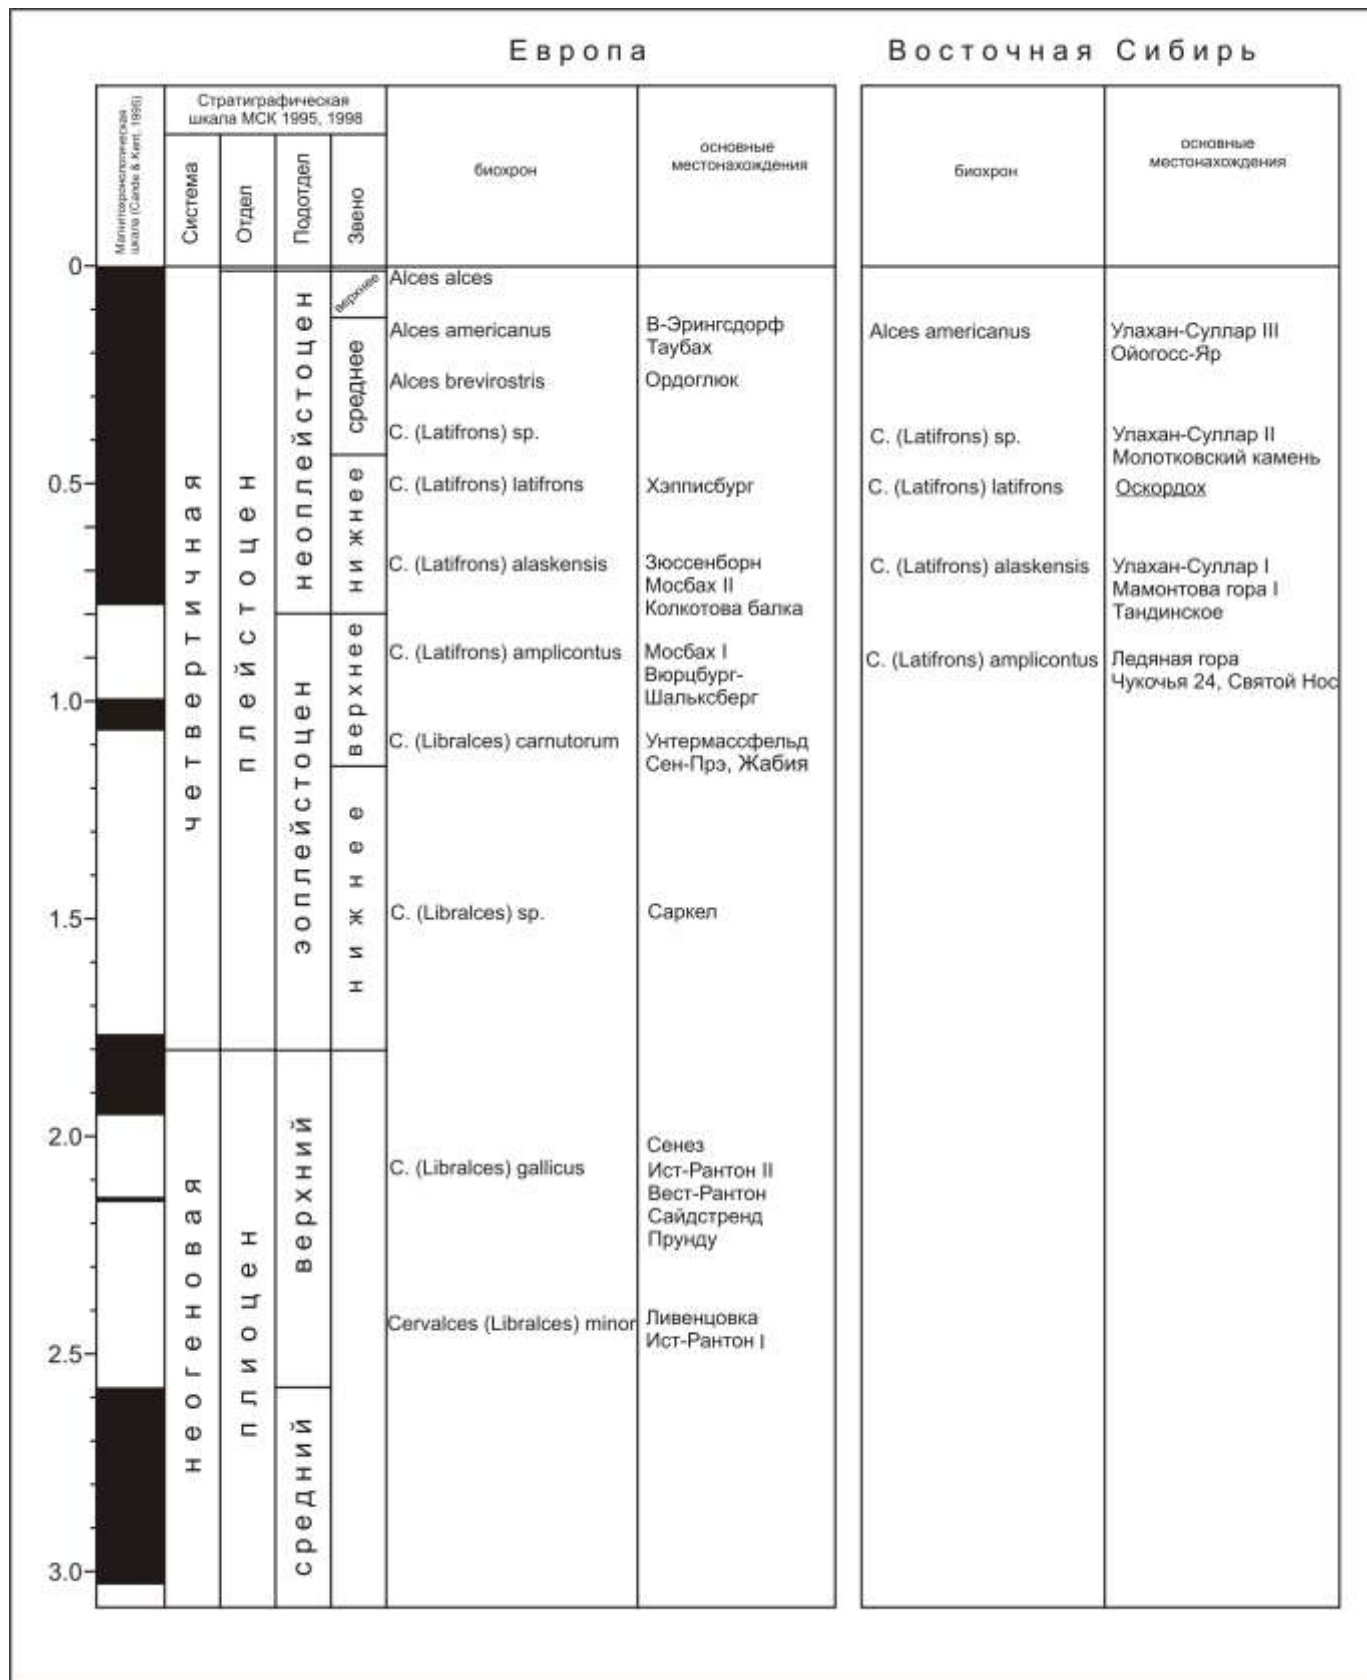 Европа
Восточная Сибирь
Магнитохронологическая
шкала (Cande & Kent, 1995)
Стратиграфическая
шкала МСК 1995, 1998
Система
Отдел
Подотдел
Звено
биохрон
основные
местонахождения
биохрон
основные
местонахождения
0
0.5
1.0
1.5
2.0
2.5
3.0
четвертичная
неогеновая
плейстоцен
плиоцен
неоплейстоцен
эоплейстоцен
верхний
средний
верхнее
среднее
нижнее
верхнее
нижнее
Alces alces
Alces americanus
В-Эрингсдорф
Таубах
Alces brevirostris
Ордоглюк
C. (Latifrons) sp.
C. (Latifrons) latifrons
Хэпписбург
C. (Latifrons) alaskensis
Зюссенборн
Мосбах II
Колкотова балка
C. (Latifrons) amplicontus
Мосбах I
Вюрцбург-
Шальксберг
C. (Libralces) carnutorum
Унтермассфельд
Сен-Прэ, Жабия
C. (Libralces) sp.
Саркел
C. (Libralces) gallicus
Сенез
Ист-Рантон II
Вест-Рантон
Сайдстренд
Прунду
Cervalces (Libralces) minor
Ливенцовка
Ист-Рантон I
Alces americanus
Улахан-Суллар III
Ойогосс-Яр
C. (Latifrons) sp.
Улахан-Суллар II
Молотковский камень
C. (Latifrons) latifrons
Оскордох
C. (Latifrons) alaskensis
Улахан-Суллар I
Мамонтова гора I
Тандинское
C. (Latifrons) amplicontus
Ледяная гора
Чукочья 24, Святой Нос